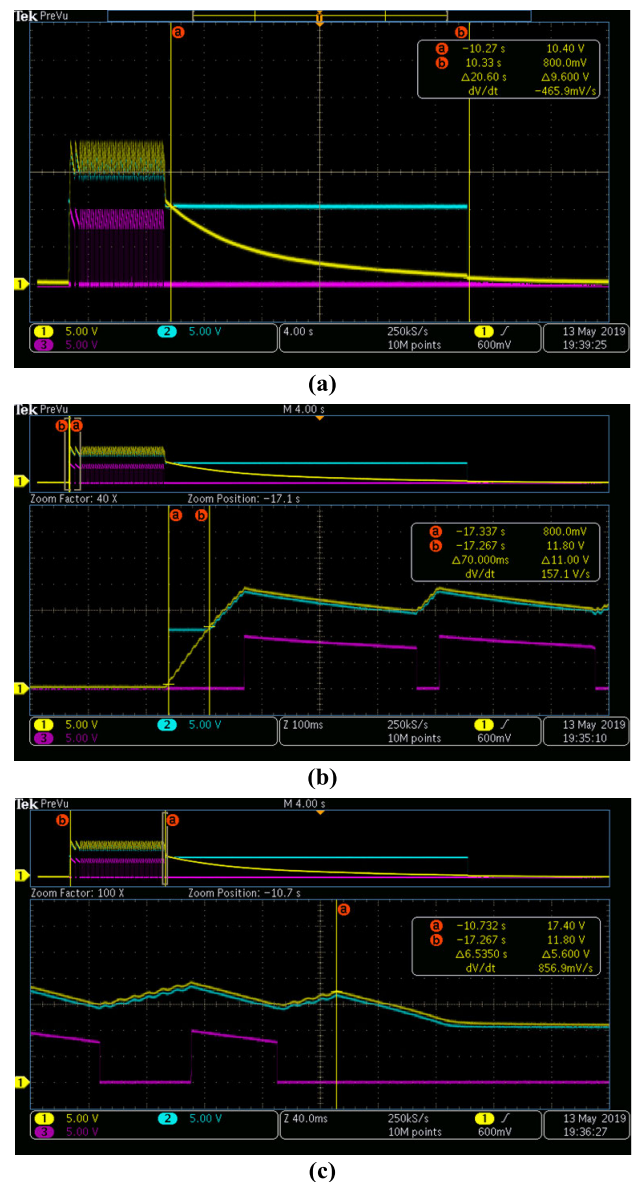 Tek PreVu
T
a
b
a -10.27 s 10.40 V
b 10.33 s 800.0mV
Δ20.60 s Δ9.600 V
dV/dt -465.9mV/s
1
1 5.00 V 2 5.00 V 4.00 s 250kS/s 1 13 May 2019
3 5.00 V 10M points 600mV 19:39:25
(a)
Tek PreVu M 4.00 s
b a
1
Zoom Factor: 40 X Zoom Position: -17.1 s
a b
a -17.337 s 800.0mV
b -17.267 s 11.80 V
Δ70.000ms Δ11.00 V
dV/dt 157.1 V/s
1
1 5.00 V 2 5.00 V Z 100ms 250kS/s 1 13 May 2019
3 5.00 V 10M points 600mV 19:35:10
(b)
Tek PreVu M 4.00 s
b a
1
Zoom Factor: 100 X Zoom Position: -10.7 s
a
a -10.732 s 17.40 V
b -17.267 s 11.80 V
Δ6.5350 s Δ5.600 V
dV/dt 856.9mV/s
1
1 5.00 V 2 5.00 V Z 40.0ms 250kS/s 1 13 May 2019
3 5.00 V 10M points 600mV 19:36:27
(c)